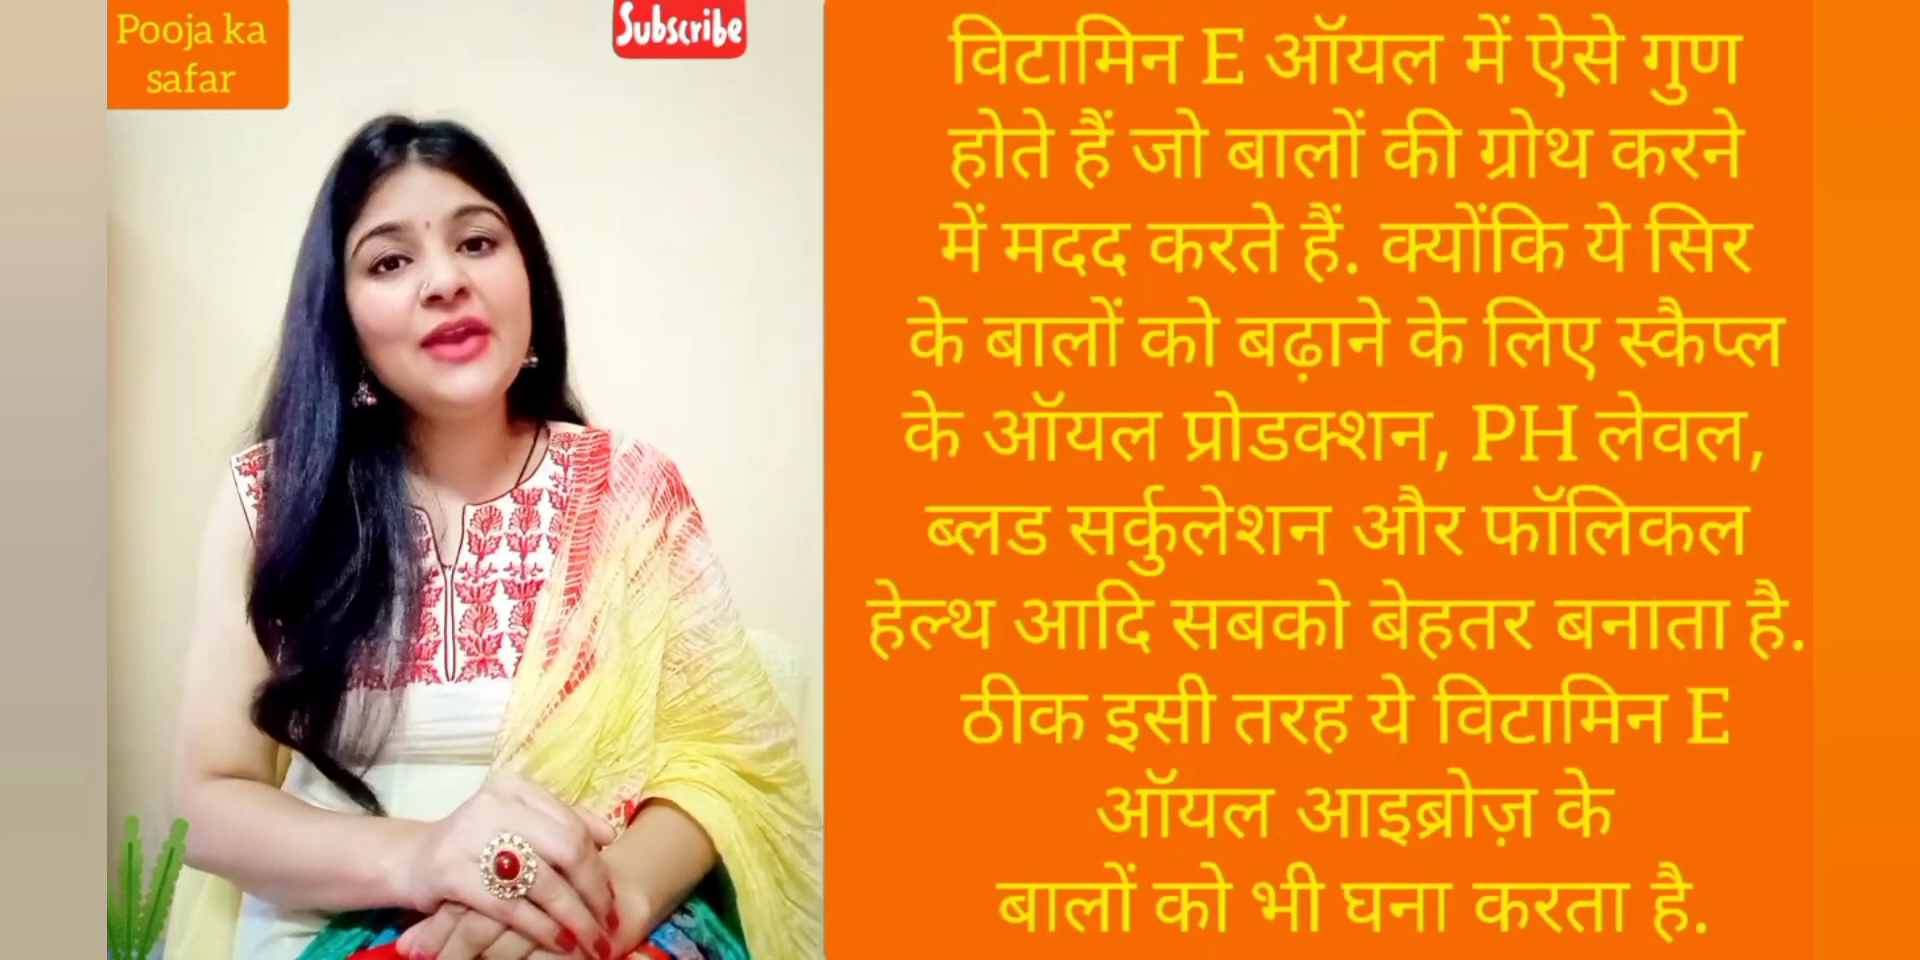 Pooja ka
safar
Subscribe
विटामिन E ऑयल में ऐसे गुण
होते हैं जो बालों की ग्रोथ करने
में मदद करते हैं. क्योंकि ये सिर
के बालों को बढ़ाने के लिए स्कैप्ल
के ऑयल प्रोडक्शन, PH लेवल,
ब्लड सर्कुलेशन और फॉलिकल
हेल्थ आदि सबको बेहतर बनाता है.
ठीक इसी तरह ये विटामिन E
ऑयल आइब्रोज़ के
बालों को भी घना करता है.